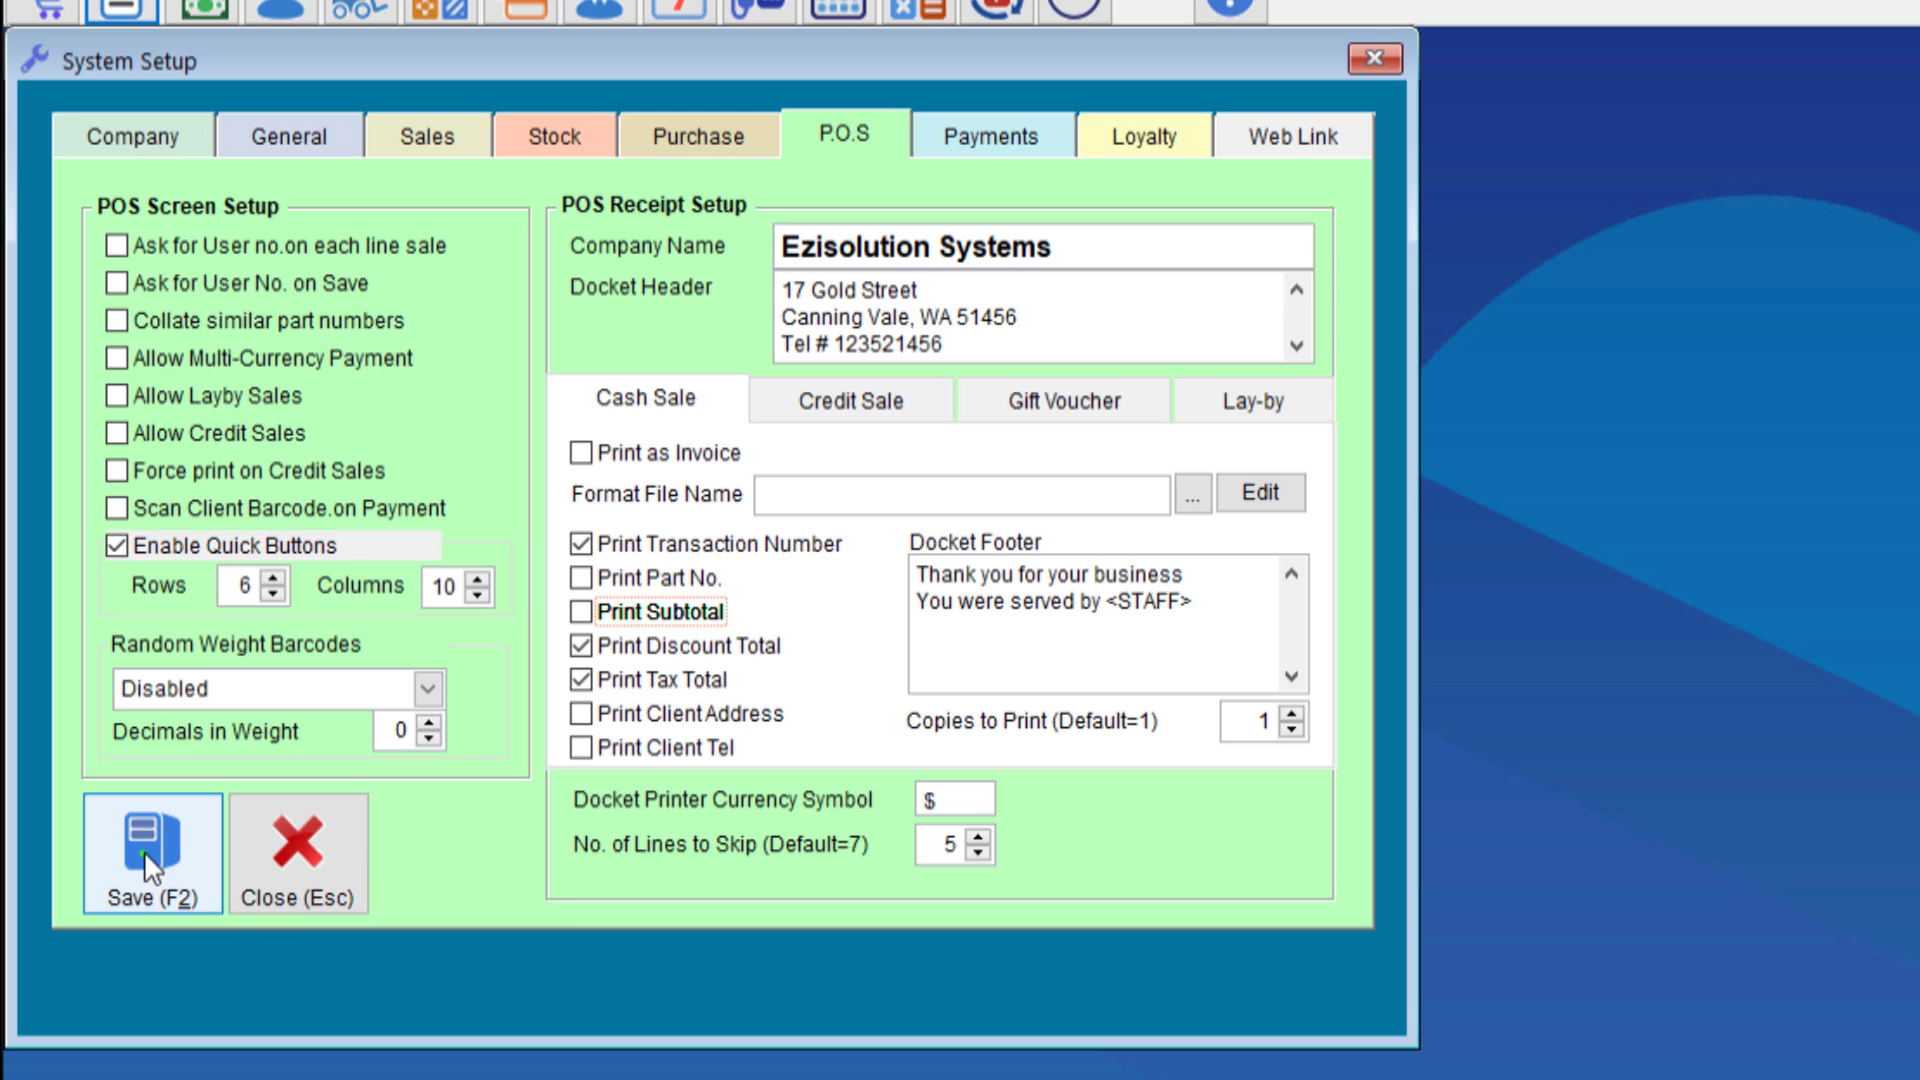 System Setup
Company
General
Sales
Stock
Purchase
P.O.S
Payments
Loyalty
Web Link
POS Screen Setup
Ask for User no.on each line sale
Ask for User No. on Save
Collate similar part numbers
Allow Multi-Currency Payment
Allow Layby Sales
Allow Credit Sales
Force print on Credit Sales
Scan Client Barcode.on Payment
Enable Quick Buttons
Rows 6 Columns 10
Random Weight Barcodes
Disabled
Decimals in Weight 0
Save (F2)
Close (Esc)
POS Receipt Setup
Company Name Ezisolution Systems
Docket Header
17 Gold Street
Canning Vale, WA 51456
Tel # 123521456
Cash Sale
Credit Sale
Gift Voucher
Lay-by
Print as Invoice
Format File Name ... Edit
Print Transaction Number
Print Part No.
Print Subtotal
Print Discount Total
Print Tax Total
Print Client Address
Print Client Tel
Docket Footer
Thank you for your business
You were served by <STAFF>
Copies to Print (Default=1) 1
Docket Printer Currency Symbol $
No. of Lines to Skip (Default=7) 5